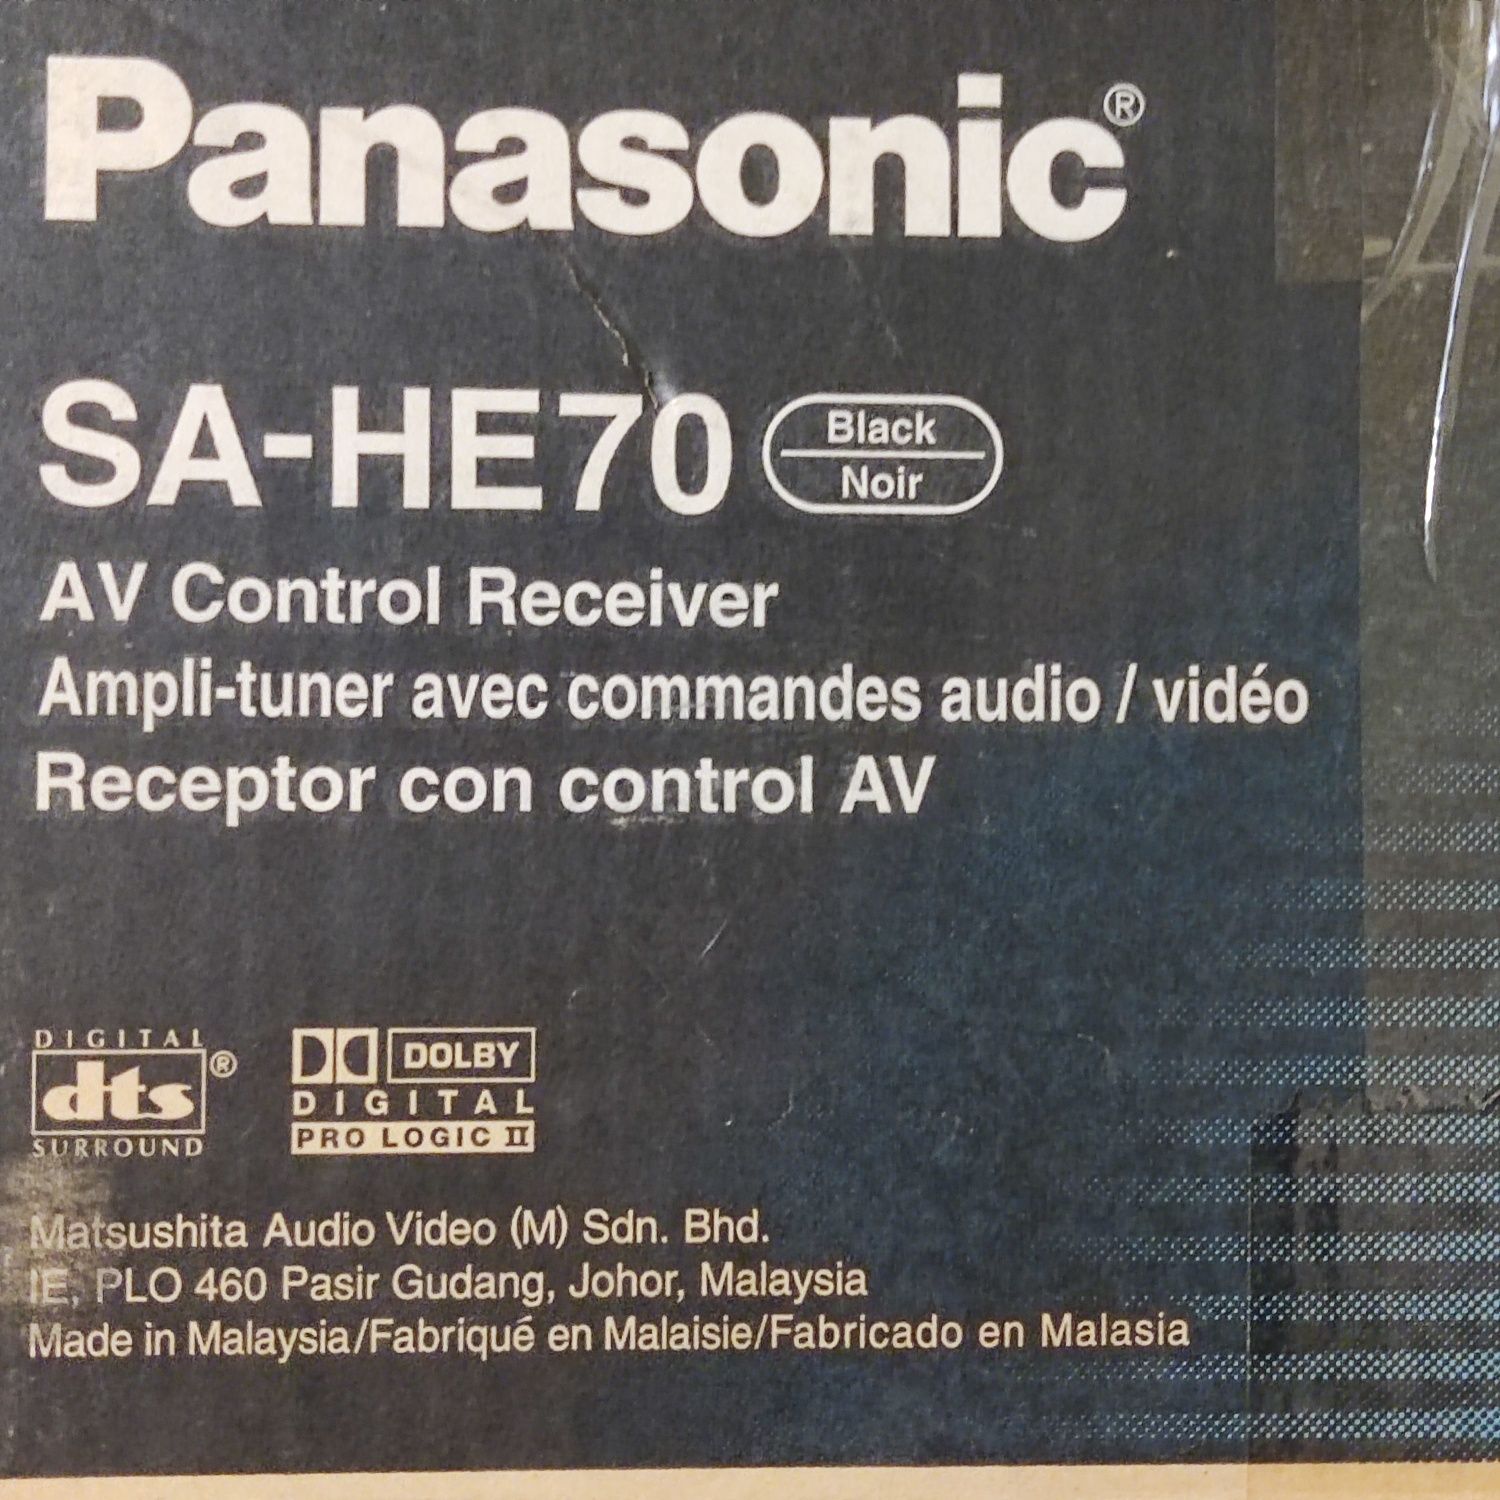 Panasonic®
SA-HE70 Black
Noir
AV Control Receiver
Ampli-tuner avec commandes audio / vidéo
Receptor con control AV
DIGITAL
dts®
SURROUND
DOLBY
DIGITAL
PRO LOGIC II
Matsushita Audio Video (M) Sdn. Bhd.
IE, PLO 460 Pasir Gudang, Johor, Malaysia
Made in Malaysia/Fabriqué en Malaisie/Fabricado en Malasia